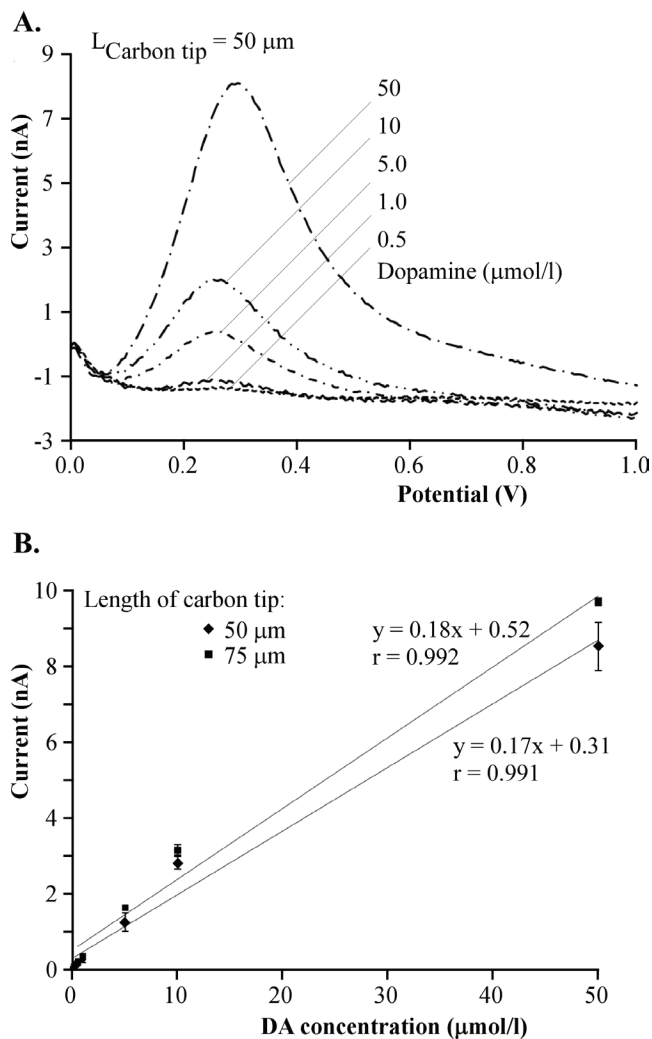 A.
L Carbon tip = 50 μm
9
7
5
3
1
-1
-3
Current (nA)
50
10
5.0
1.0
0.5
Dopamine (μmol/l)
0.0
0.2
0.4
0.6
0.8
1.0
Potential (V)
B.
10
8
6
4
2
0
Current (nA)
Length of carbon tip:
50 μm
75 μm
y = 0.18x + 0.52
r = 0.992
y = 0.17x + 0.31
r = 0.991
0
10
20
30
40
50
DA concentration (μmol/l)